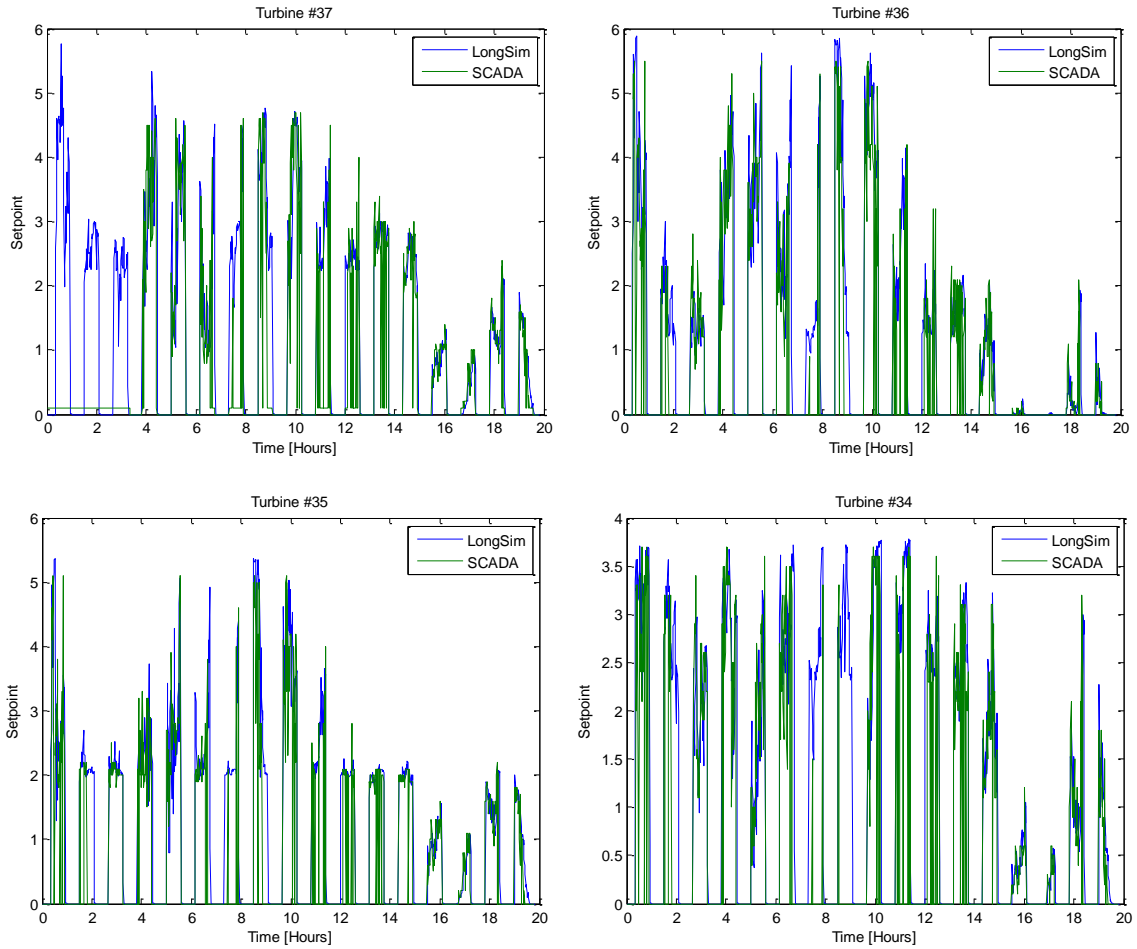 Turbine #37
6
5
4
3
2
1
0
Setpoint
LongSim
SCADA
0 2 4 6 8 10 12 14 16 18 20
Time [Hours]
Turbine #36
6
5
4
3
2
1
0
Setpoint
LongSim
SCADA
0 2 4 6 8 10 12 14 16 18 20
Time [Hours]
Turbine #35
6
5
4
3
2
1
0
Setpoint
LongSim
SCADA
0 2 4 6 8 10 12 14 16 18 20
Time [Hours]
Turbine #34
4
3.5
3
2.5
2
1.5
1
0.5
0
Setpoint
LongSim
SCADA
0 2 4 6 8 10 12 14 16 18 20
Time [Hours]